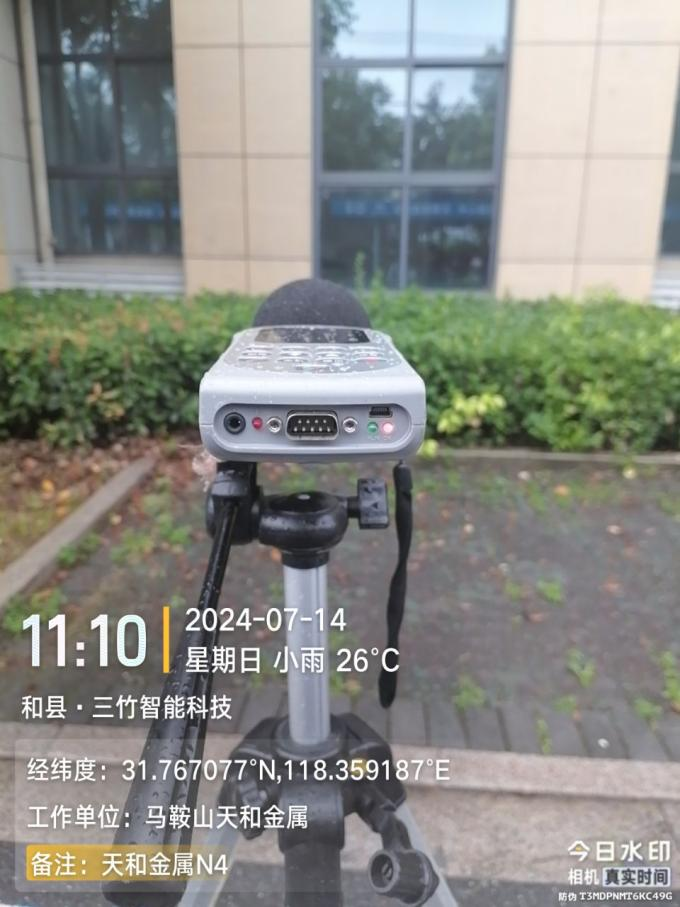 11:10
2024-07-14
星期日 小雨 26°C
和县·三竹智能科技
经纬度：31.767077°N,118.359187°E
工作单位：马鞍山天和金属
备注：天和金属N4
今日水印
相机 真实时间
防伪 T3MDPNMT6KC49G